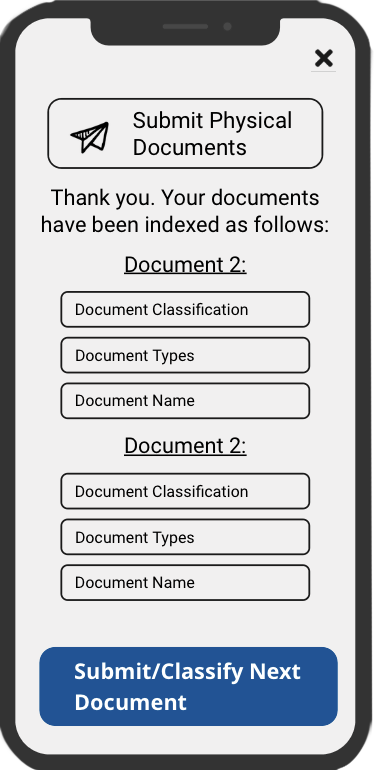 Submit Physical
Documents
Thank you. Your documents
have been indexed as follows:
Document 2:
Document Classification
Document Types
Document Name
Document 2:
Document Classification
Document Types
Document Name
Submit/Classify Next
Document